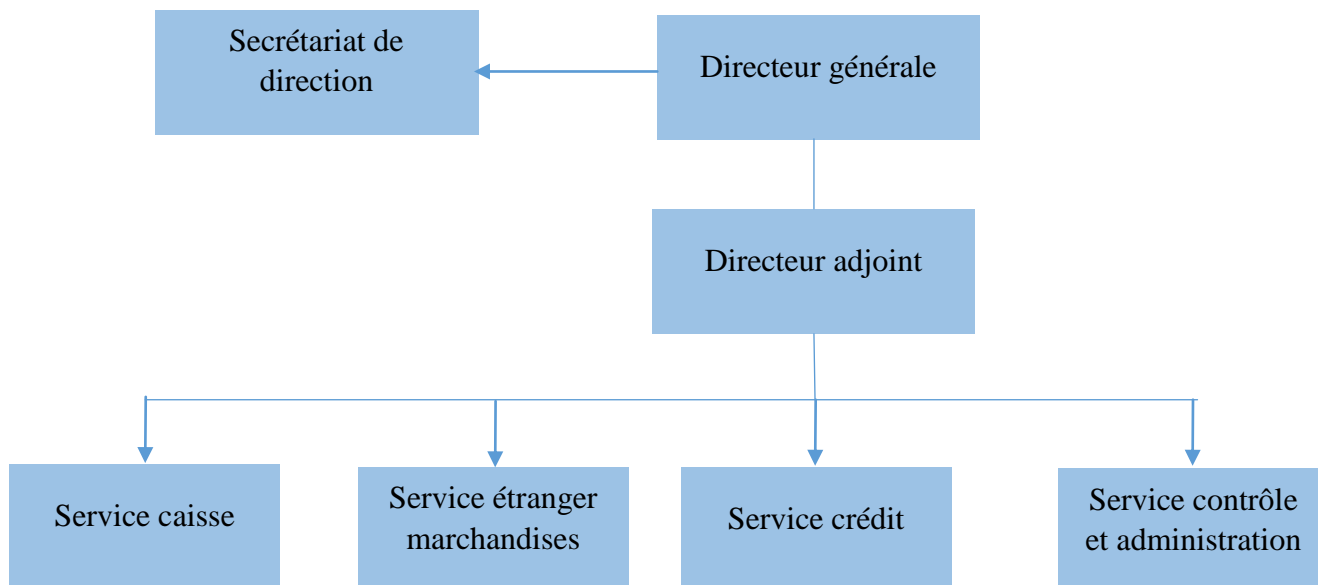 Secrétariat de
direction
Directeur générale
Directeur adjoint
Service caisse
Service étranger
marchandises
Service crédit
Service contrôle
et administration